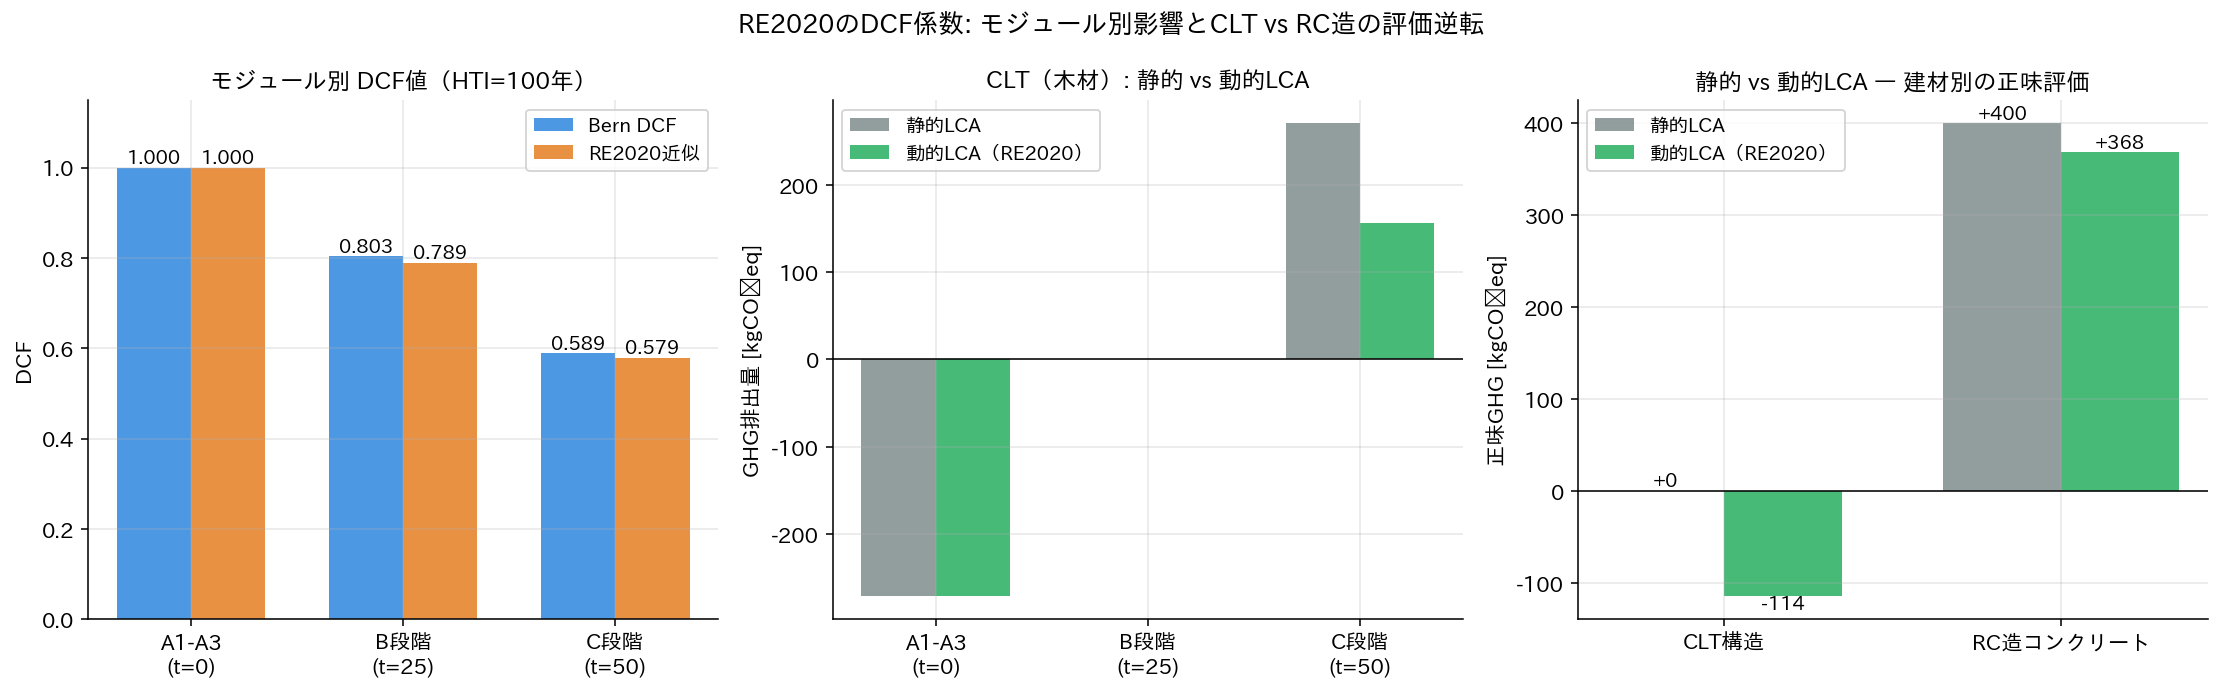 RE2020のDCF係数: モジュール別影響とCLT vs RC造の評価逆転
モジュール別 DCF値（HTI=100年）
Bern DCF
RE2020近似
DCF
1.0
0.8
0.6
0.4
0.2
0.0
1.000
1.000
0.803
0.789
0.589
0.579
A1-A3
(t=0)
B段階
(t=25)
C段階
(t=50)
CLT（木材）: 静的 vs 動的LCA
静的LCA
動的LCA（RE2020）
GHG排出量 [kgCO□eq]
200
100
0
-100
-200
A1-A3
(t=0)
B段階
(t=25)
C段階
(t=50)
静的 vs 動的LCA — 建材別の正味評価
静的LCA
動的LCA（RE2020）
正味GHG [kgCO□eq]
400
300
200
100
0
-100
+0
-114
+400
+368
CLT構造
RC造コンクリート